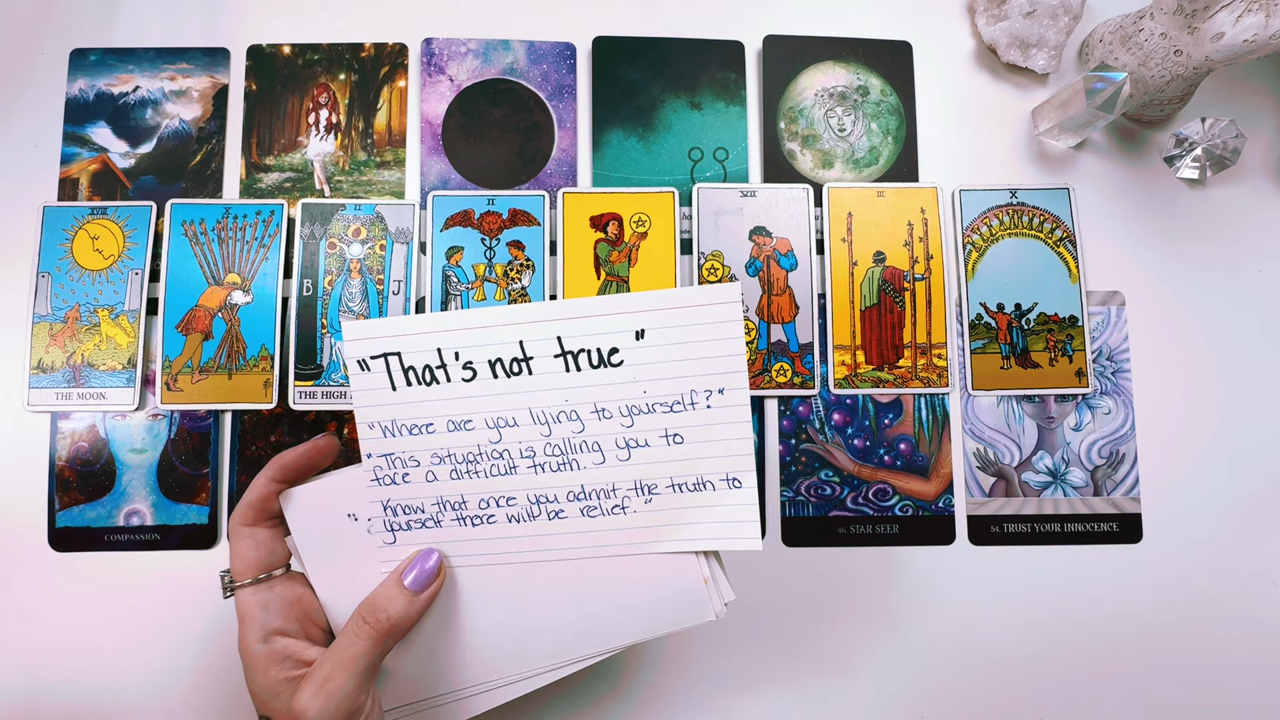 XVIII
X
II
II
VII
III
X
B
J
THE MOON.
THE HIGH
"That's not true"
"Where are you lying to yourself?"
"This situation is calling you to
face a difficult truth.
Know that once you admit the truth to
yourself there will be relief."
COMPASSION
46. STAR SEER
54. TRUST YOUR INNOCENCE